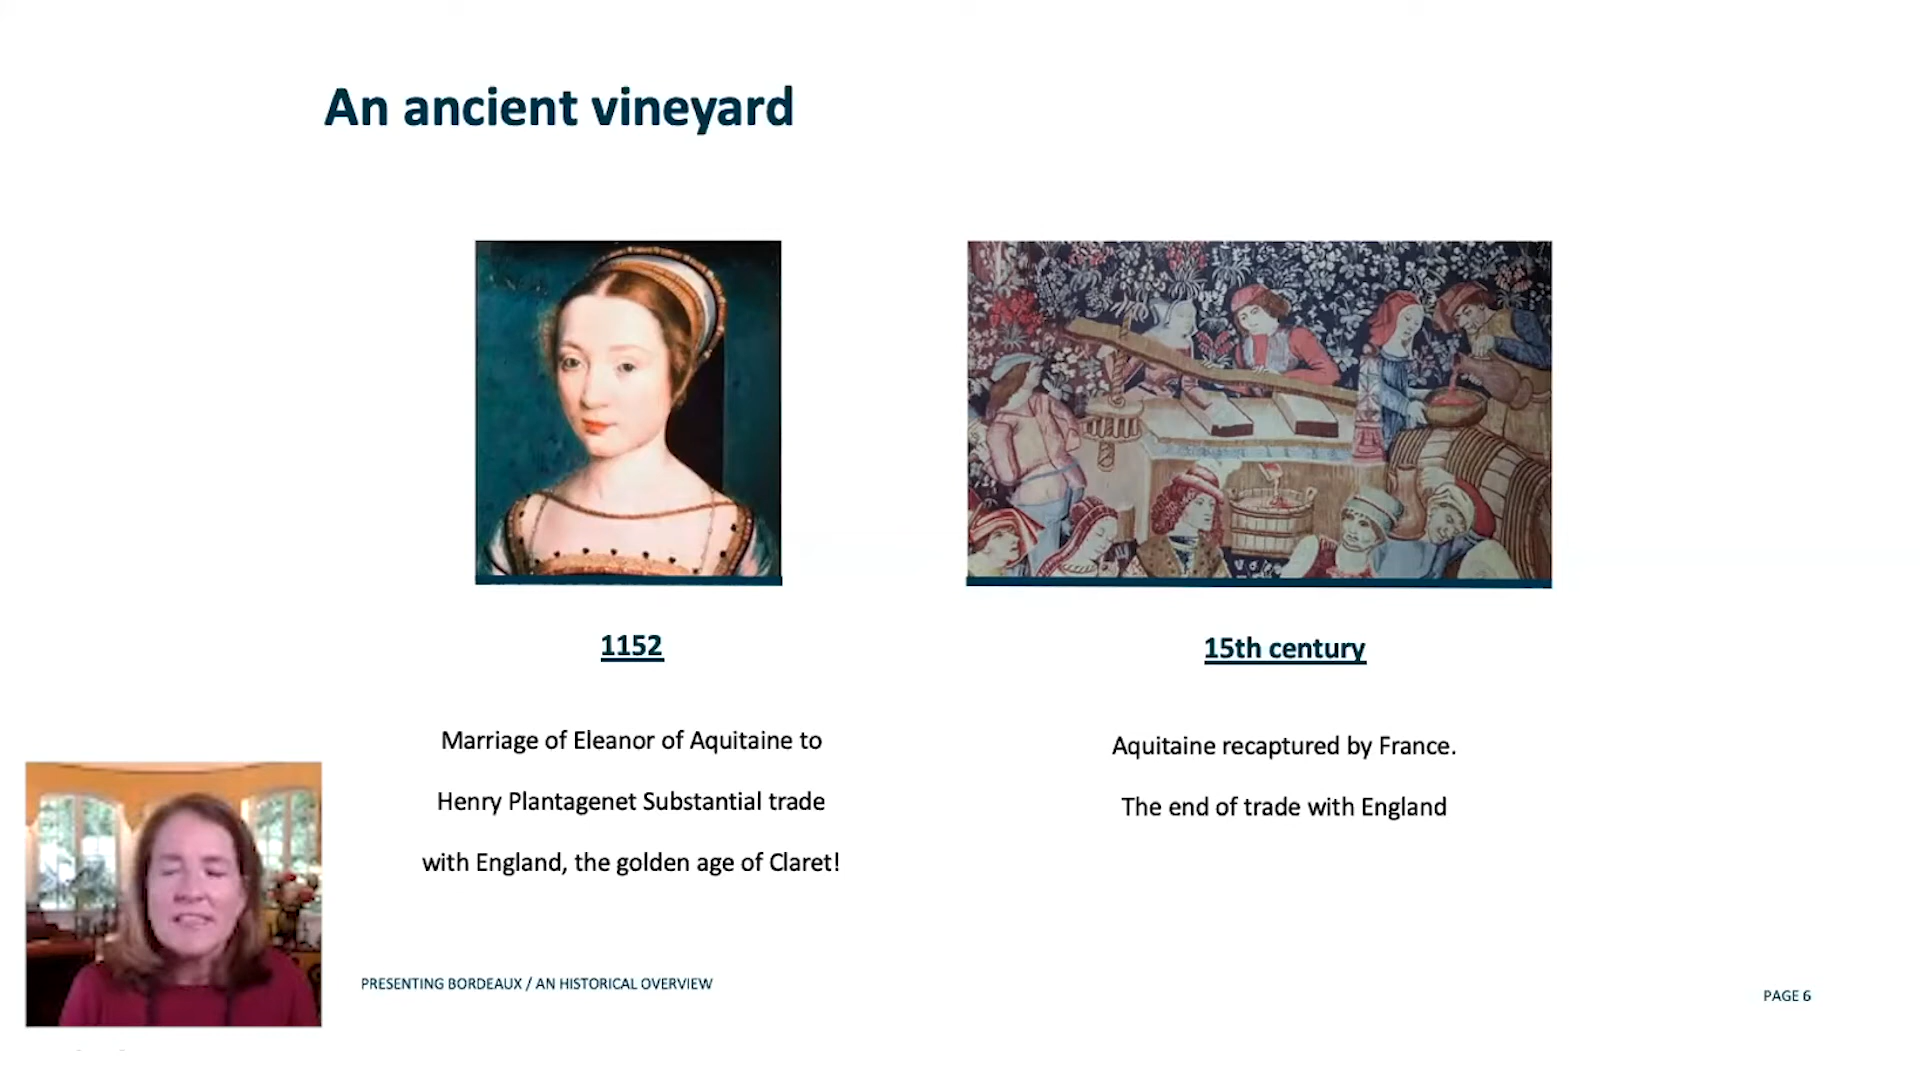 An ancient vineyard
1152
Marriage of Eleanor of Aquitaine to
Henry Plantagenet Substantial trade
with England, the golden age of Claret!
15th century
Aquitaine recaptured by France.
The end of trade with England
PRESENTING BORDEAUX / AN HISTORICAL OVERVIEW
PAGE 6